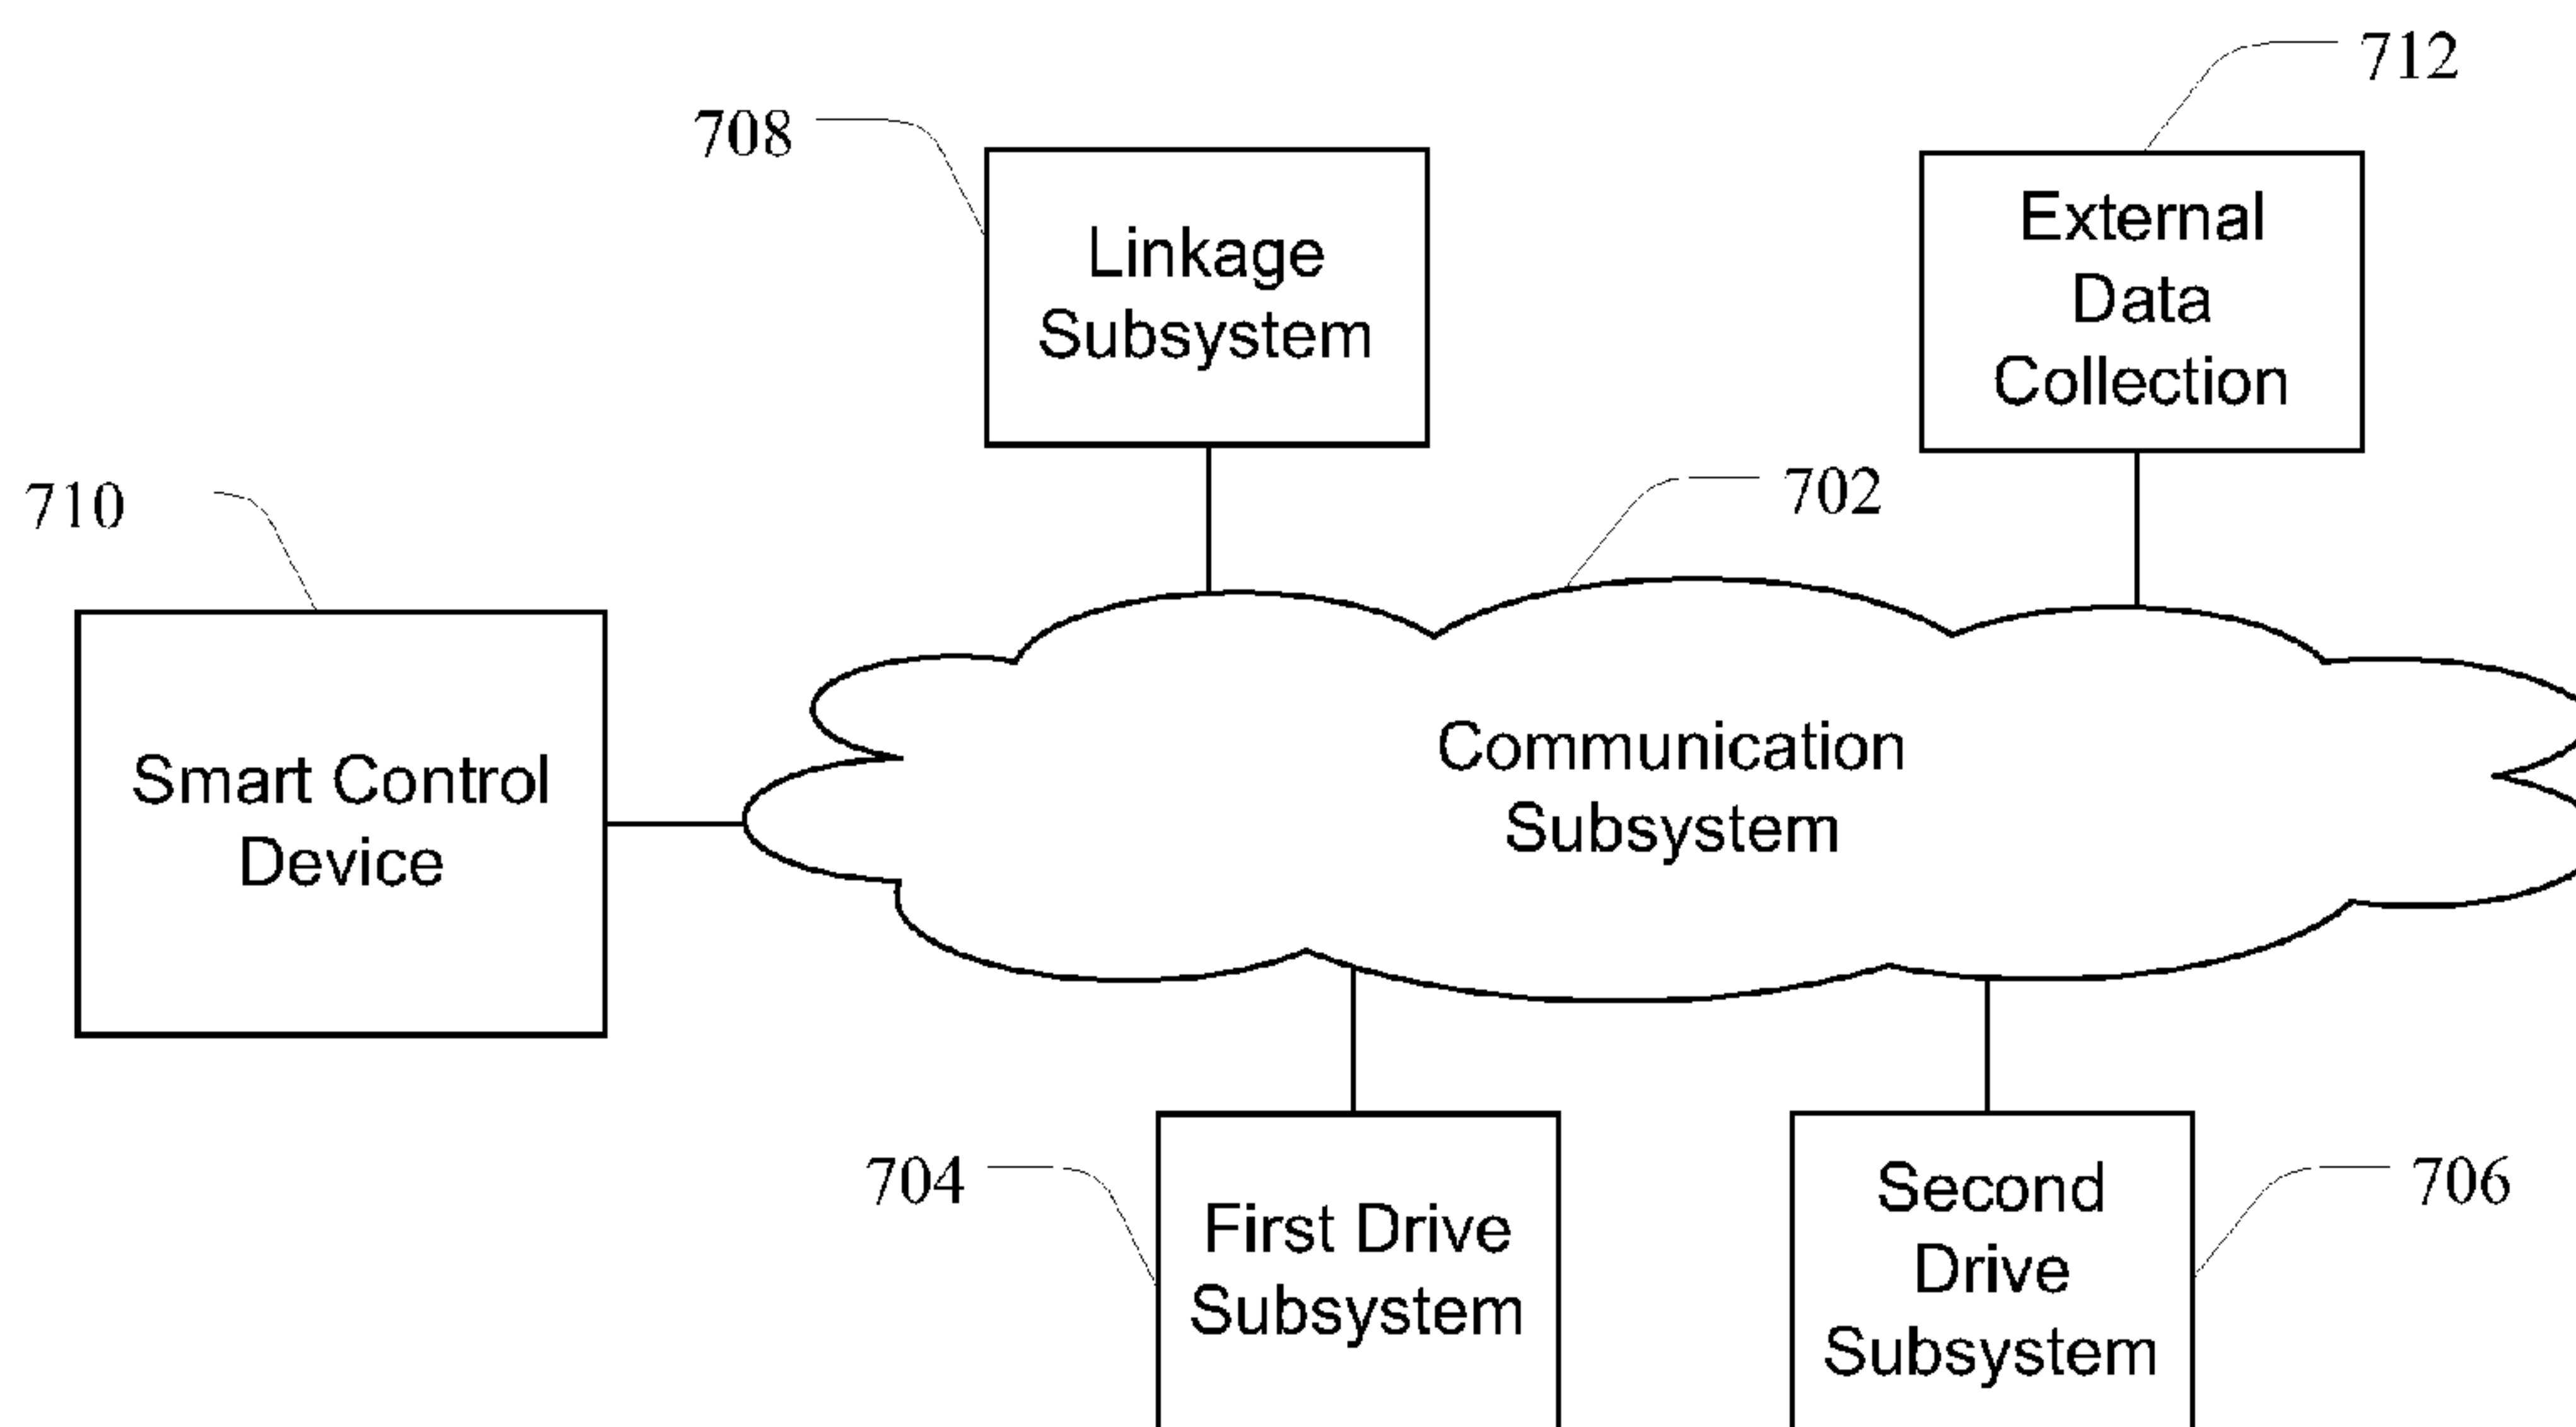 712
708
External
Data
Collection
Linkage
Subsystem
702
710
Communication
Subsystem
Smart Control
Device
704
First Drive
Subsystem
Second
Drive
Subsystem
706